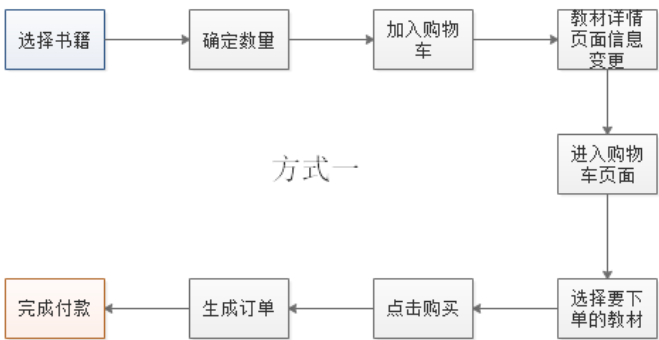 选择书籍
确定数量
加入购物
车
教材详情
页面信息
变更
进入购物
车页面
方式一
选择要下
单的教材
点击购买
生成订单
完成付款